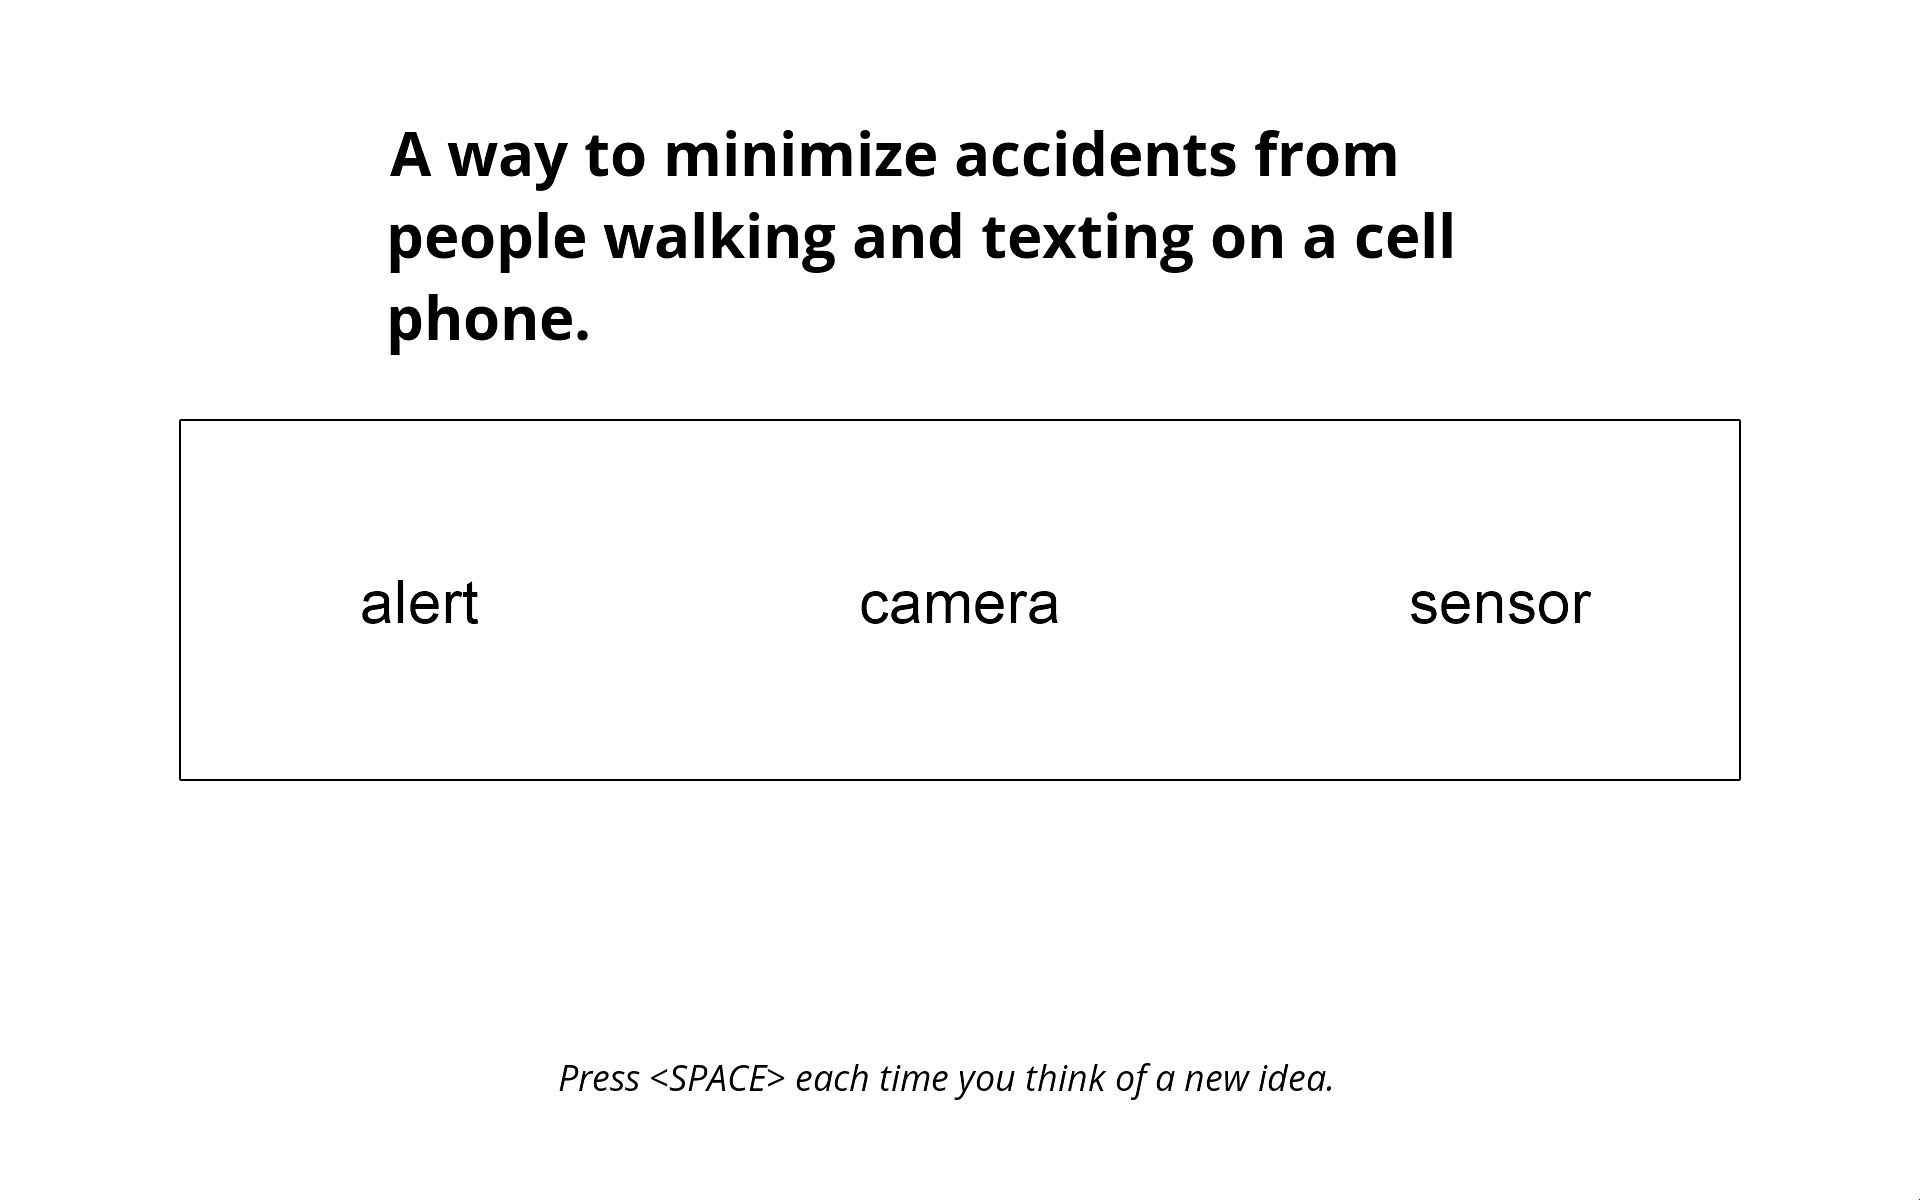 A way to minimize accidents from
people walking and texting on a cell
phone.
alert camera sensor
Press <SPACE> each time you think of a new idea.